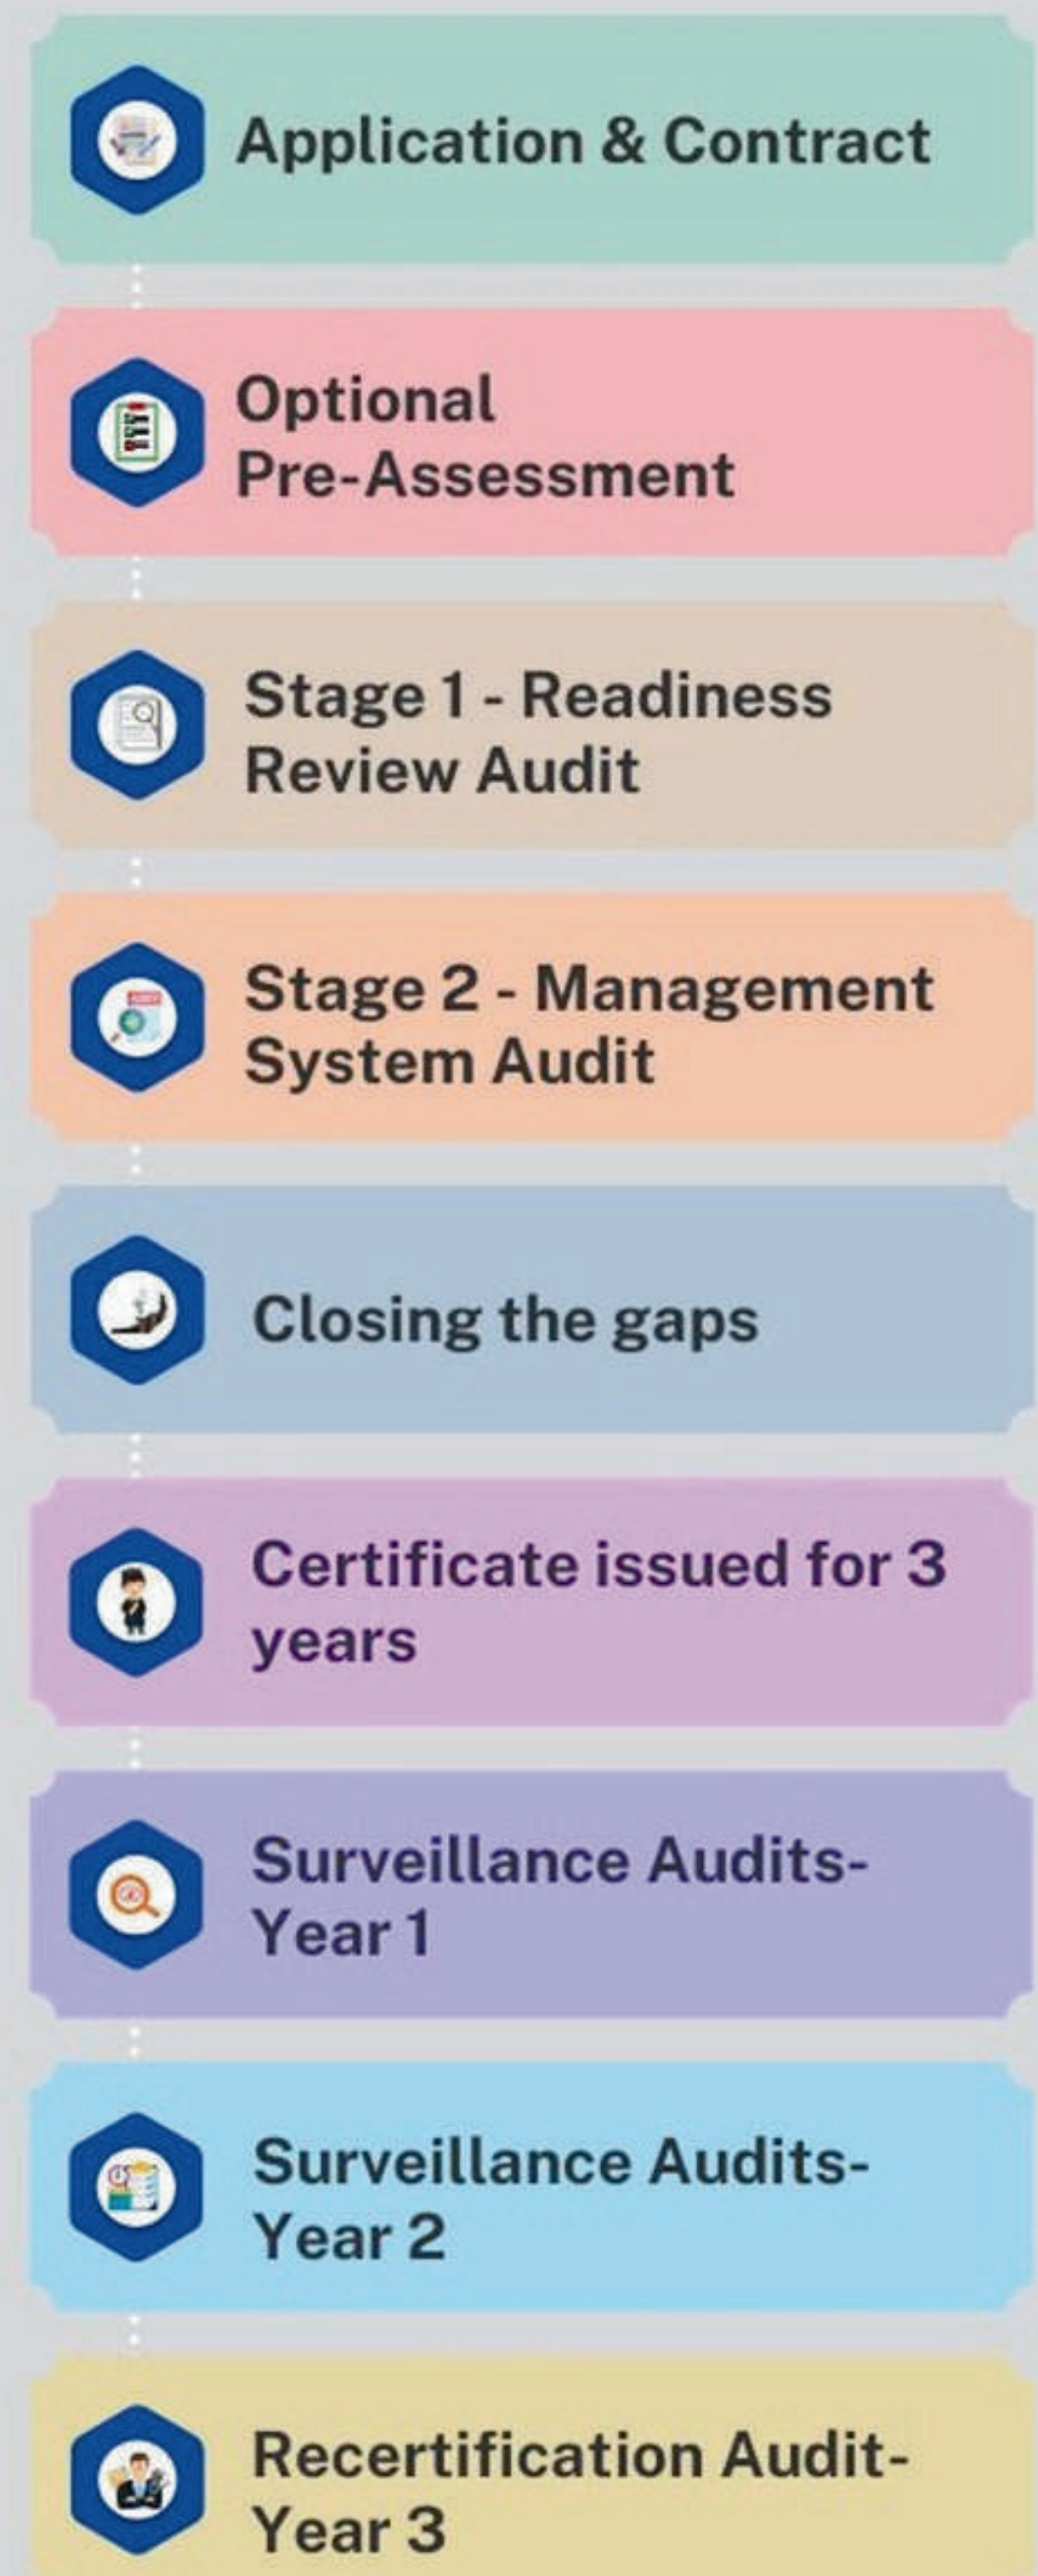 Application & Contract
Optional
Pre-Assessment
Stage 1 - Readiness
Review Audit
Stage 2 - Management
System Audit
Closing the gaps
Certificate issued for 3
years
Surveillance Audits-
Year 1
Surveillance Audits-
Year 2
Recertification Audit-
Year 3